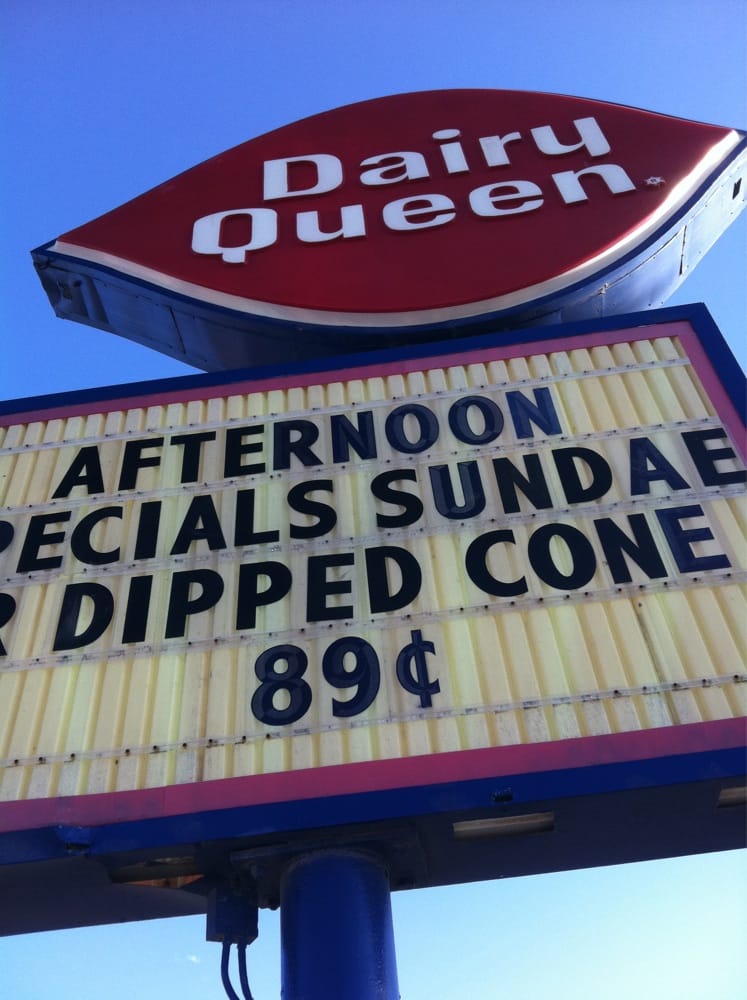 Dairy
Queen
AFTERNOON
PECIALS SUNDAE
R DIPPED CONE
89¢